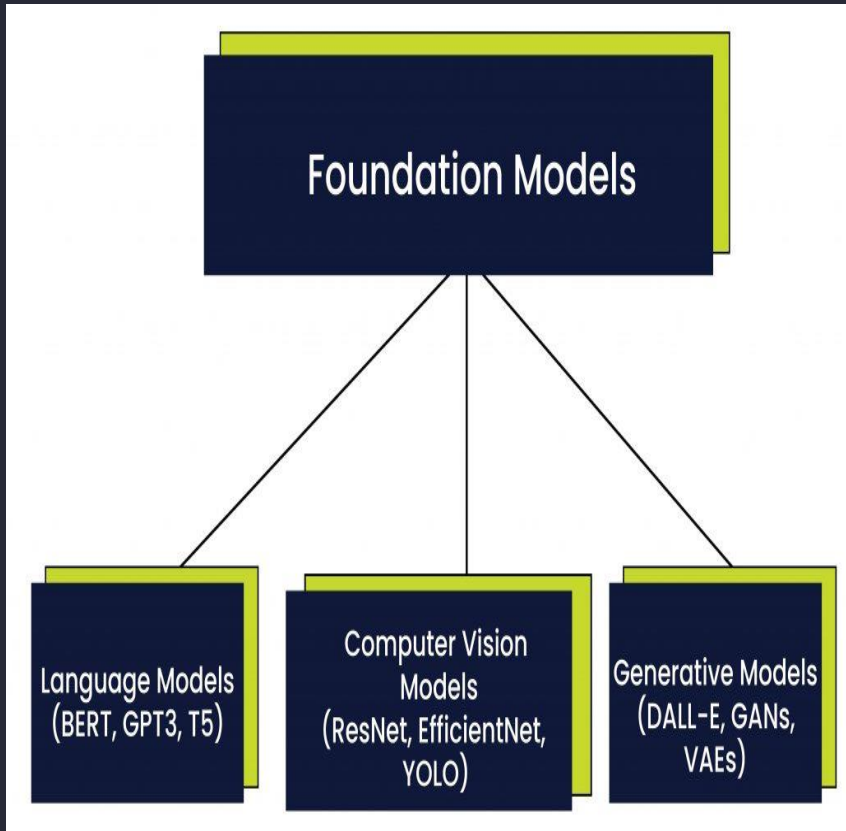 Foundation Models
Language Models
(BERT, GPT3, T5)
Computer Vision
Models
(ResNet, EfficientNet,
YOLO)
Generative Models
(DALL-E, GANs,
VAEs)